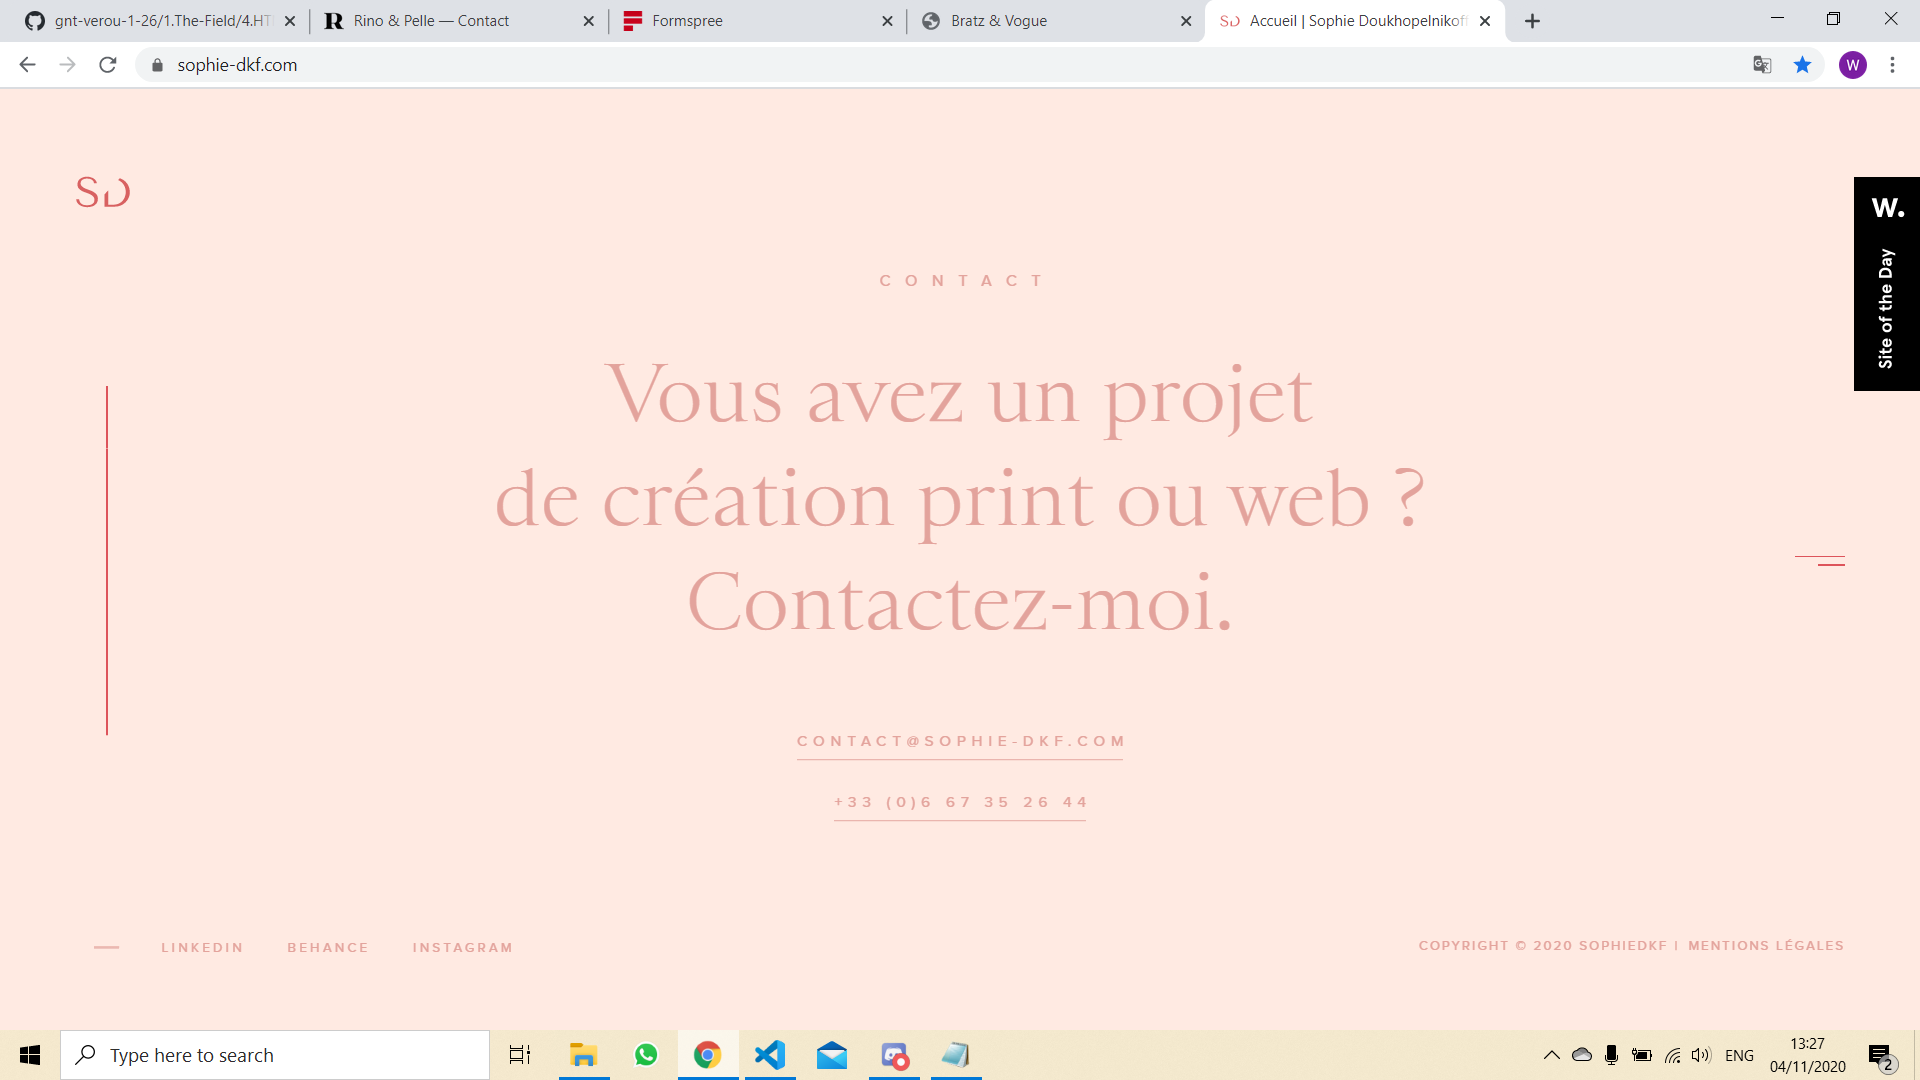 gnt-verou-1-26/1.The-Field/4.HT
Rino & Pelle — Contact
Formspree
Bratz & Vogue
Accueil | Sophie Doukhopelnikoff
sophie-dkf.com
W
SD
W.
Site of the Day
CONTACT
Vous avez un projet
de création print ou web ?
Contactez-moi.
CONTACT@SOPHIE-DKF.COM
+33 (0)6 67 35 26 44
LINKEDIN BEHANCE INSTAGRAM
COPYRIGHT © 2020 SOPHIEDKF | MENTIONS LÉGALES
Type here to search
ENG
13:27
04/11/2020
2